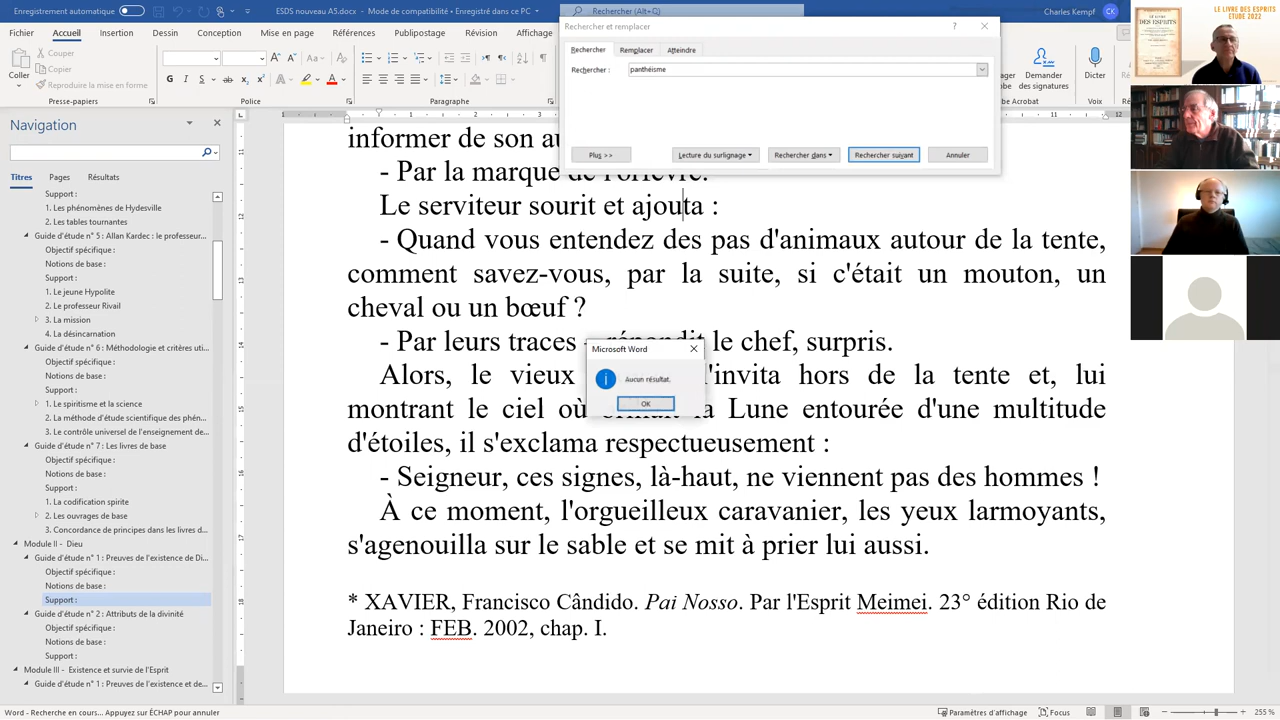 Enregistrement automatique
ESDS nouveau A5.docx - Mode de compatibilité • Enregistré dans ce PC
Rechercher (Alt+Q)
Charles Kempf
CK
Fichier Accueil Insertion Dessin Conception Mise en page Références Publipostage Révision Affichage
Coller
Couper
Copier
Reproduire la mise en forme
Presse-papiers
Police
Paragraphe
Demander
des signatures
Dicter
Voix
Rechercher et remplacer
Rechercher Remplacer Atteindre
Rechercher :
panthéisme
Plus >>
Lecture du surlignage
Rechercher dans
Rechercher suivant
Annuler
Navigation
Titres Pages Résultats
Support :
1. Les phénomènes de Hydesville
2. Les tables tournantes
Guide d'étude n° 5 : Allan Kardec : le professeur...
Objectif spécifique :
Notions de base :
Support :
1. Le jeune Hypolite
2. Le professeur Rivail
3. La mission
4. La désincarnation
Guide d'étude n° 6 : Méthodologie et critères uti...
Objectif spécifique :
Notions de base :
Support :
1. Le spiritisme et la science
2. La méthode d'étude scientifique des phén...
3. Le contrôle universel de l'enseignement de...
Guide d'étude n° 7 : Les livres de base
Objectif spécifique :
Notions de base :
Support :
1. La codification spirite
2. Les ouvrages de base
3. Concordance de principes dans les livres d...
Module II - Dieu
Guide d'étude n° 1 : Preuves de l'existence de Di...
Objectif spécifique :
Notions de base :
Support :
Guide d'étude n° 2 : Attributs de la divinité
Objectif spécifique :
Notions de base :
Support :
Module III - Existence et survie de l'Esprit
Guide d'étude n° 1 : Preuves de l'existence et de...
informer de son au
- Par la marque de l'orfèvre.
Le serviteur sourit et ajouta :
- Quand vous entendez des pas d'animaux autour de la tente,
comment savez-vous, par la suite, si c'était un mouton, un
cheval ou un bœuf ?
- Par leurs traces - répondit le chef, surpris.
Alors, le vieux l'invita hors de la tente et, lui
montrant le ciel où brillait la Lune entourée d'une multitude
d'étoiles, il s'exclama respectueusement :
- Seigneur, ces signes, là-haut, ne viennent pas des hommes !
À ce moment, l'orgueilleux caravanier, les yeux larmoyants,
s'agenouilla sur le sable et se mit à prier lui aussi.
* XAVIER, Francisco Cândido. Pai Nosso. Par l'Esprit Meimei. 23° édition Rio de
Janeiro : FEB. 2002, chap. I.
Microsoft Word
Aucun résultat.
OK
LE LIVRE DES ESPRITS
ETUDE 2022
Word - Recherche en cours... Appuyez sur ÉCHAP pour annuler
Paramètres d'affichage
Focus
255 %